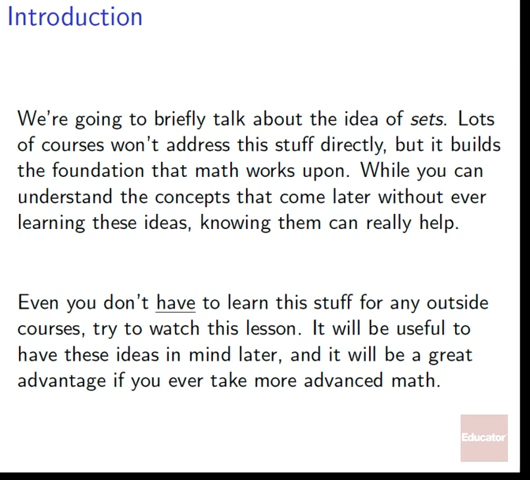 Introduction
We're going to briefly talk about the idea of sets. Lots
of courses won't address this stuff directly, but it builds
the foundation that math works upon. While you can
understand the concepts that come later without ever
learning these ideas, knowing them can really help.
Even you don't have to learn this stuff for any outside
courses, try to watch this lesson. It will be useful to
have these ideas in mind later, and it will be a great
advantage if you ever take more advanced math.
Educator